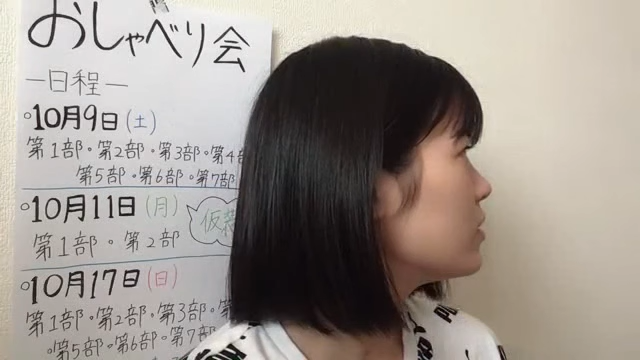 おしゃべり会
ー日程ー
○10月9日(土)
第1部。第2部。第3部。第4部
第5部。第6部。第7部
○10月11日(月)
仮装
第1部。第2部
○10月17日(日)
第1部。第2部。第3部。第
第5部。第6部。第7部